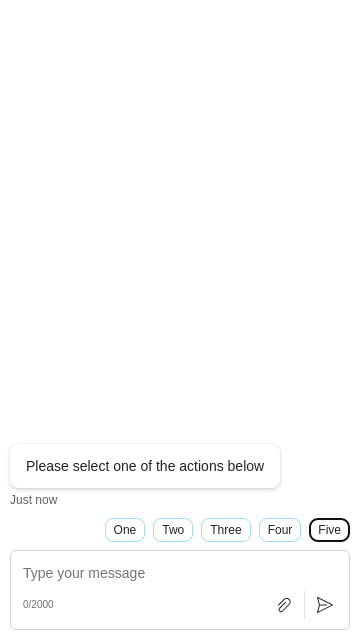 Please select one of the actions below
Just now
One Two Three Four Five
Type your message
0/2000